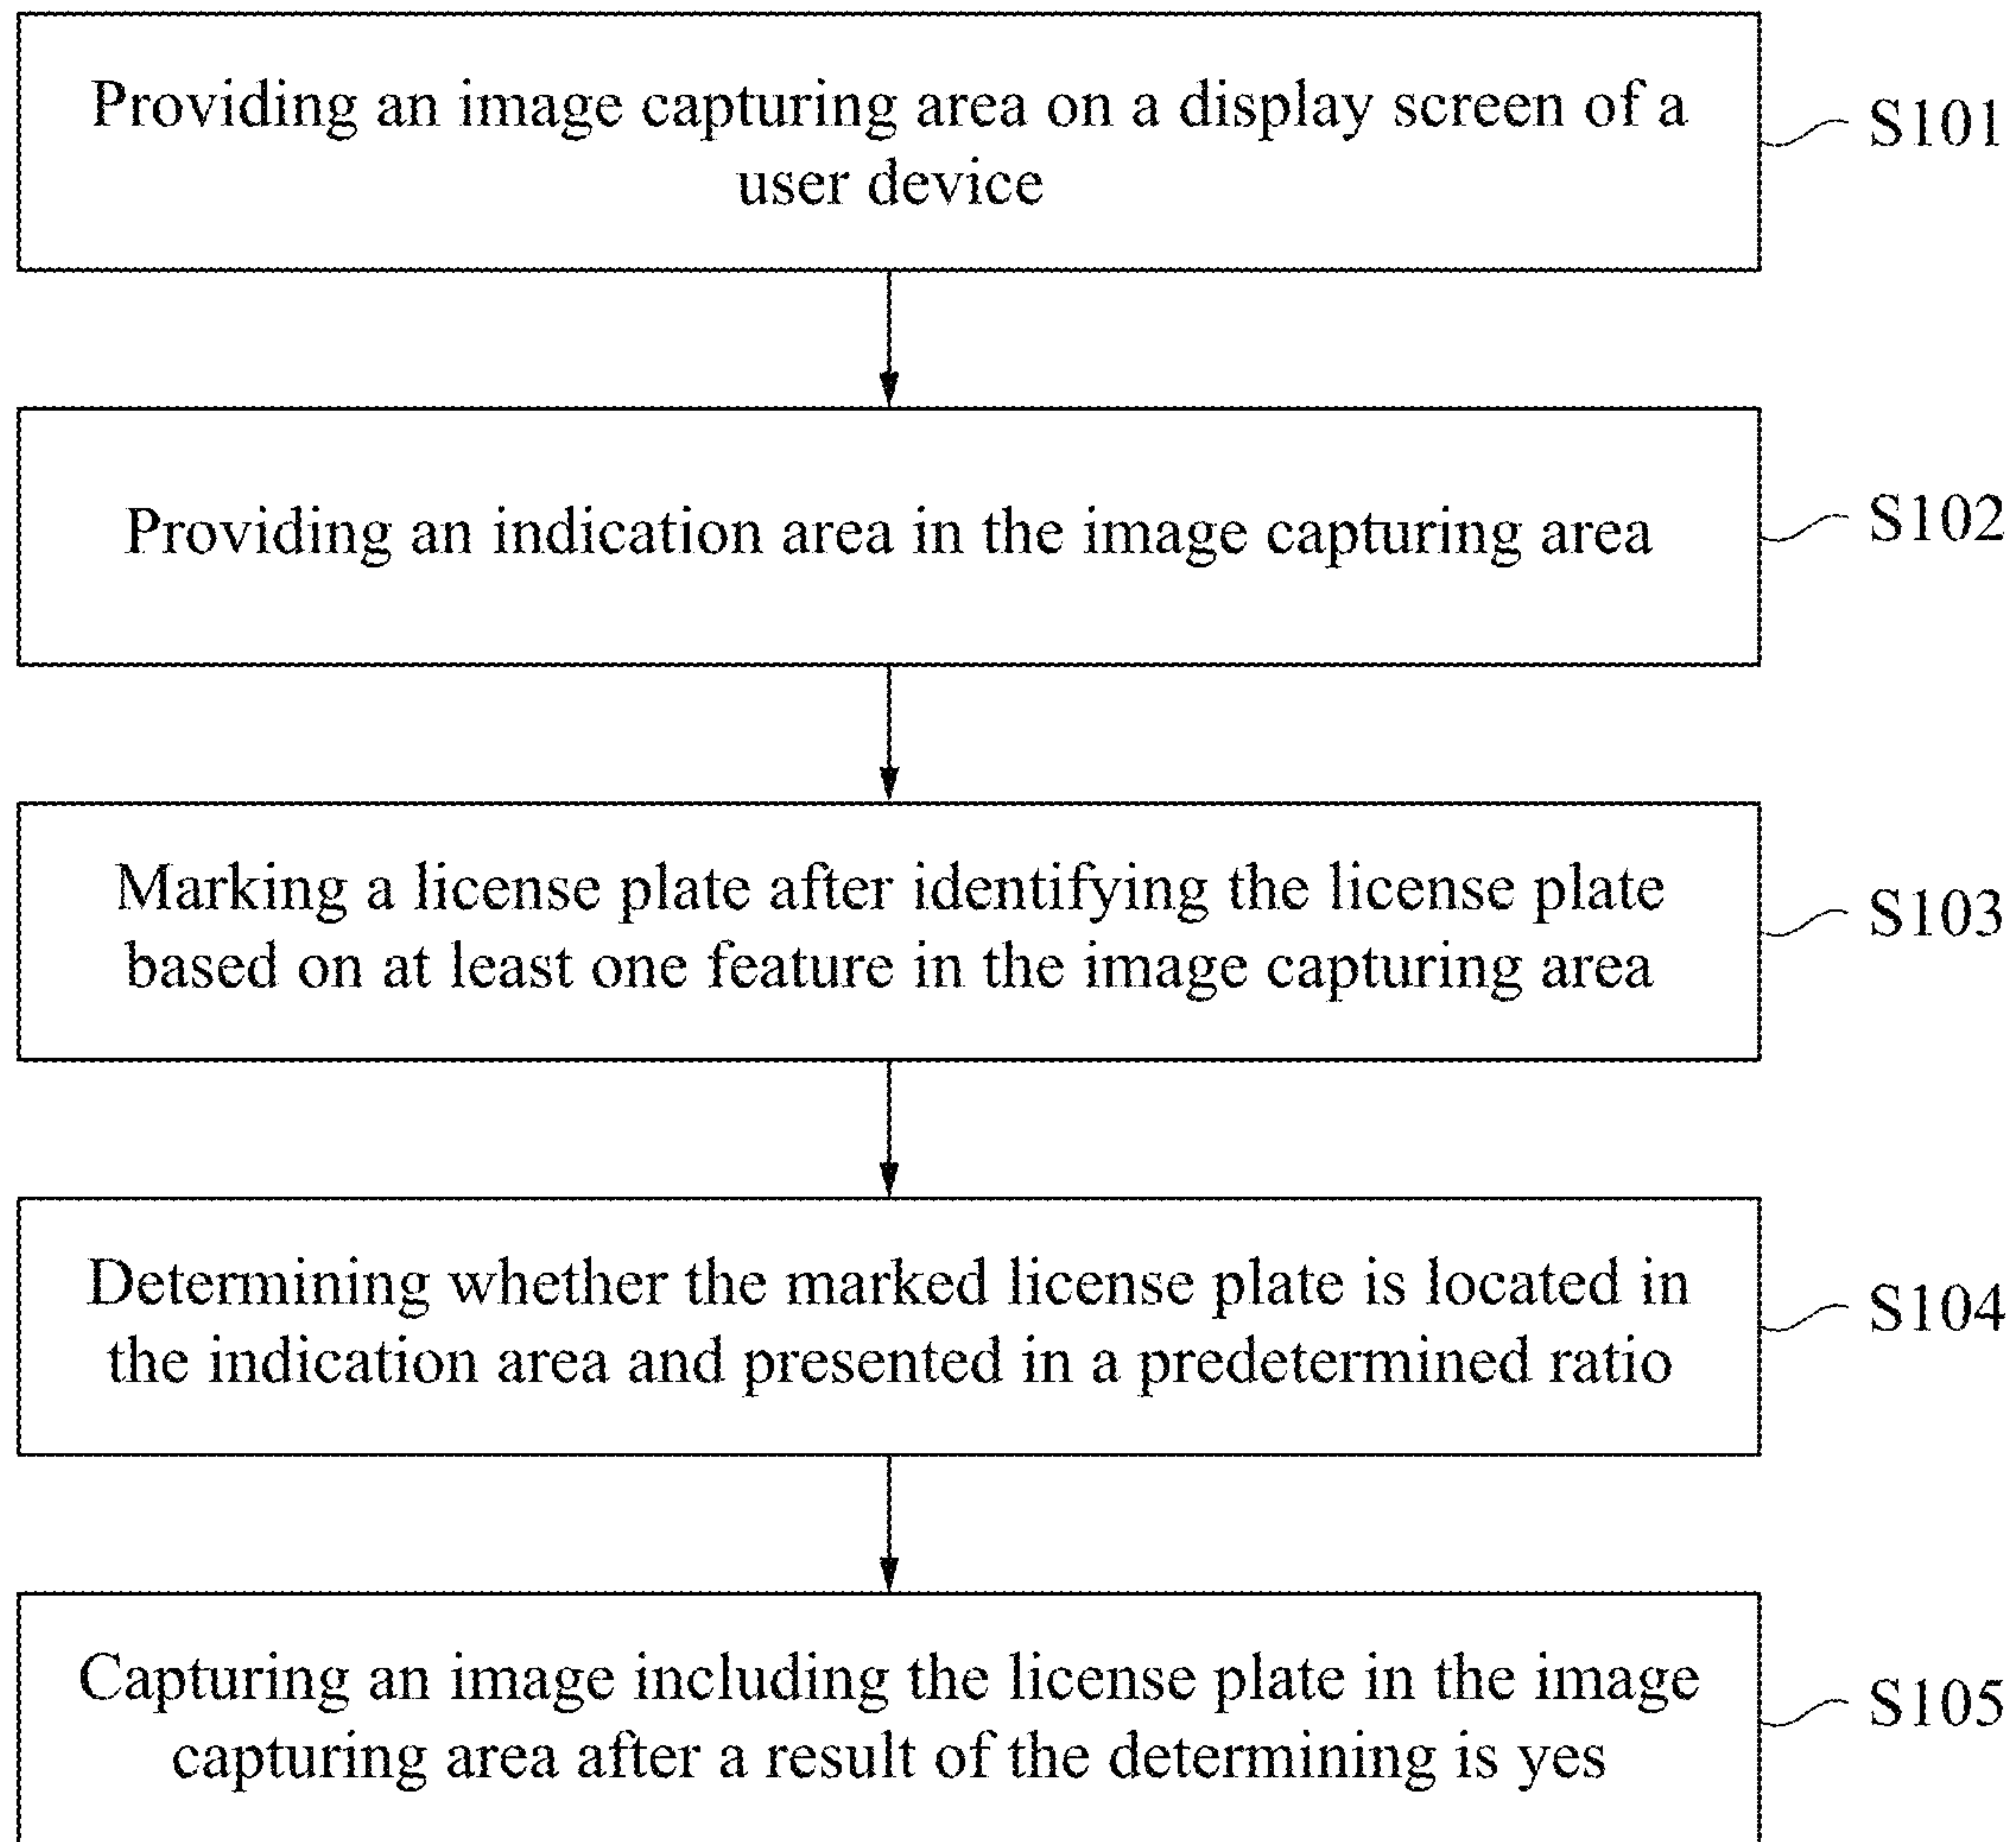 Providing an image capturing area on a display screen of a
user device
S101
Providing an indication area in the image capturing area
S102
Marking a license plate after identifying the license plate
based on at least one feature in the image capturing area
S103
Determining whether the marked license plate is located in
the indication area and presented in a predetermined ratio
S104
Capturing an image including the license plate in the image
capturing area after a result of the determining is yes
S105